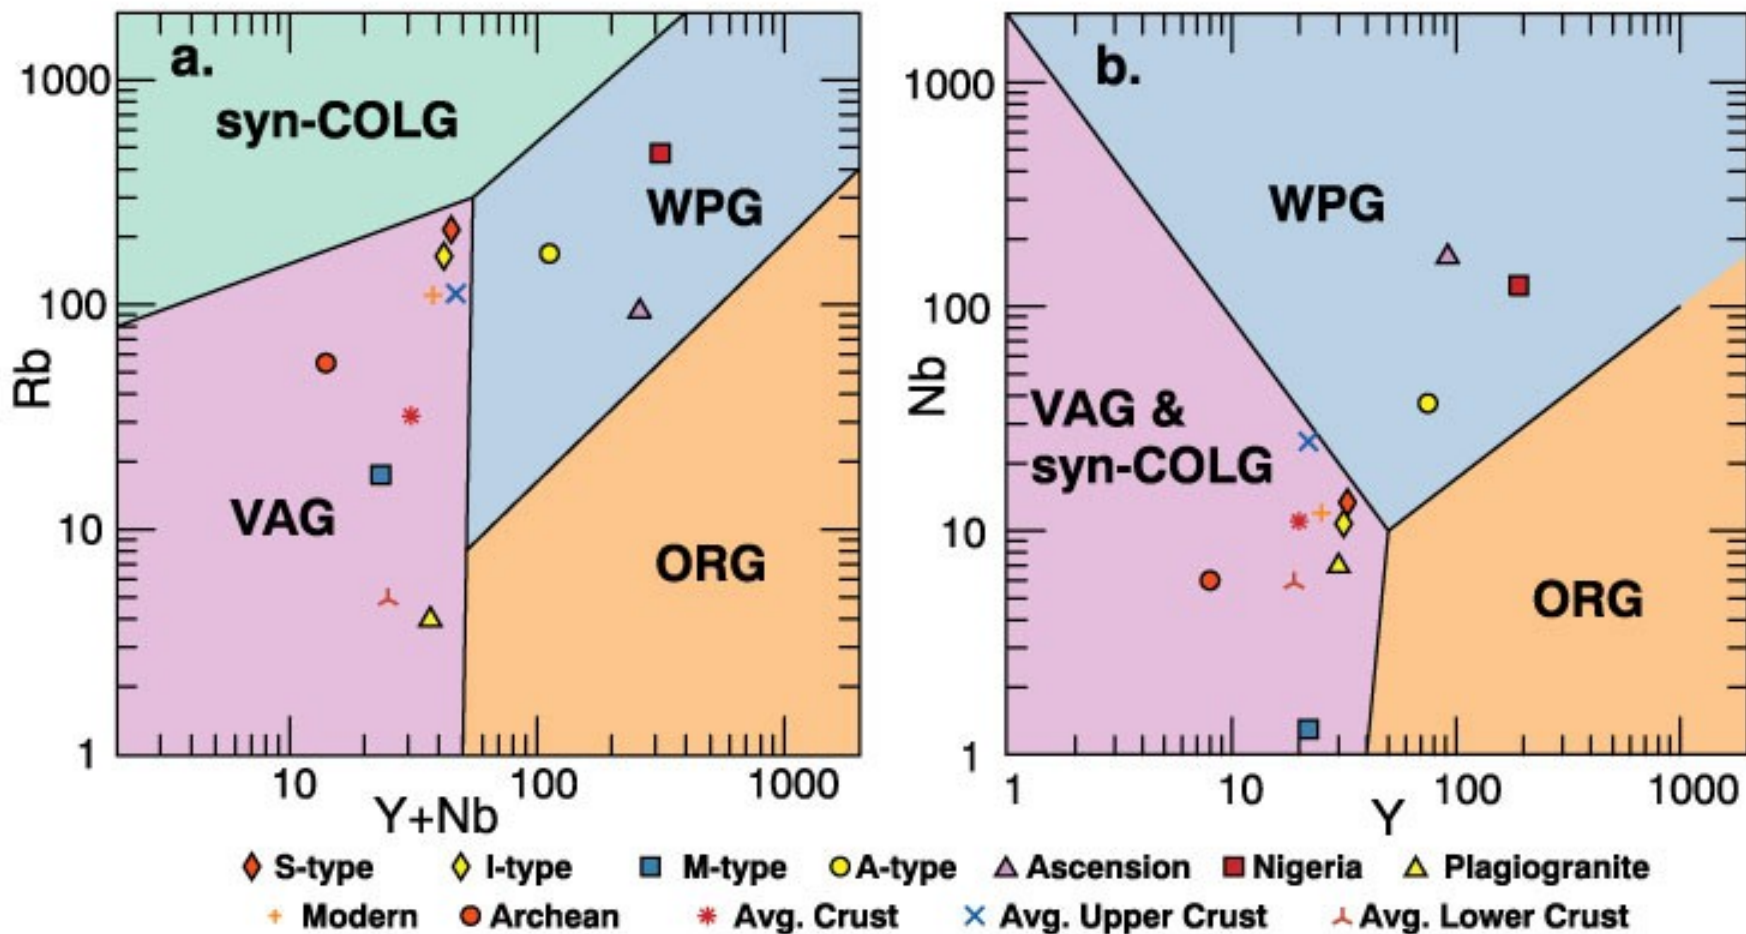 a.
syn-COLG
WPG
VAG
ORG
1000
100
10
1
Rb
10 100 1000
Y+Nb
b.
WPG
VAG &
syn-COLG
ORG
1000
100
10
1
Nb
1 10 100 1000
Y
S-type I-type M-type A-type Ascension Nigeria Plagiogranite
Modern Archean Avg. Crust Avg. Upper Crust Avg. Lower Crust